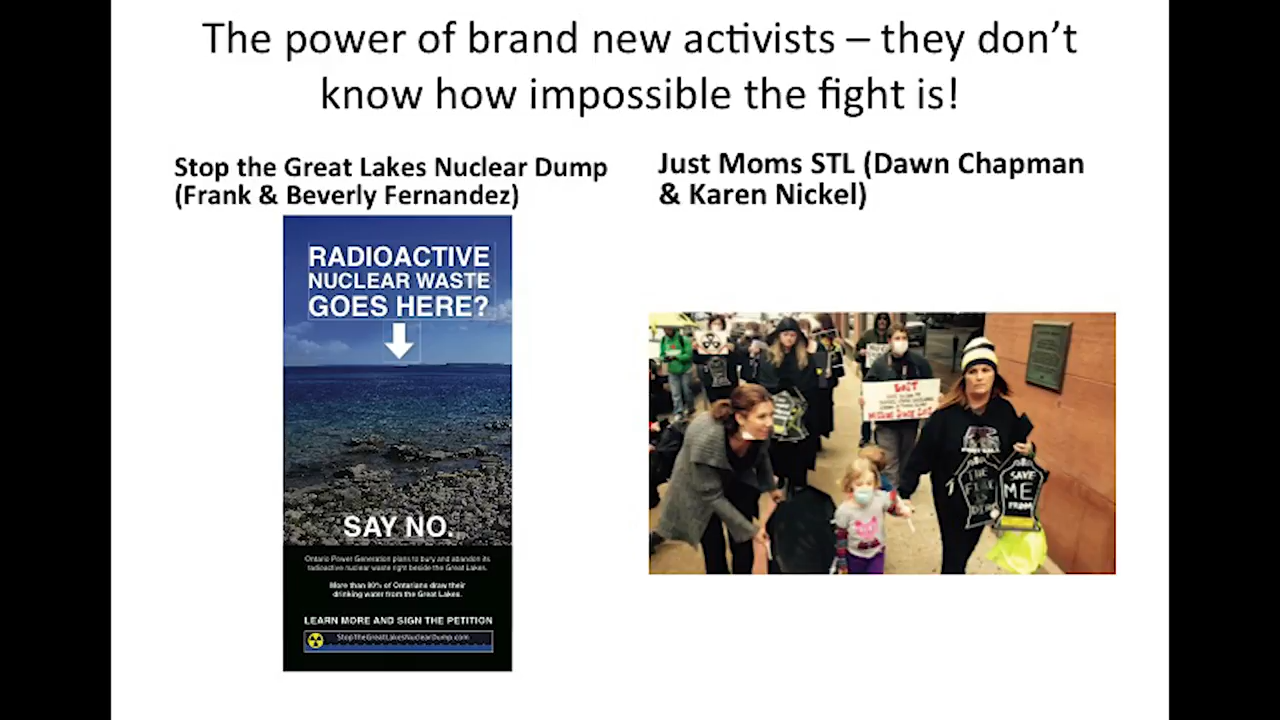 The power of brand new activists – they don't
know how impossible the fight is!
Stop the Great Lakes Nuclear Dump
(Frank & Beverly Fernandez)
Just Moms STL (Dawn Chapman
& Karen Nickel)
RADIOACTIVE
NUCLEAR WASTE
GOES HERE?
SAY NO.
Ontario Power Generation plans to bury and abandon its
radioactive nuclear waste right beside the Great Lakes.
More than 90% of Ontarians draw their
drinking water from the Great Lakes.
LEARN MORE AND SIGN THE PETITION
StopTheGreatLakesNuclearDump.com
THE
SAVE
ME
FROM